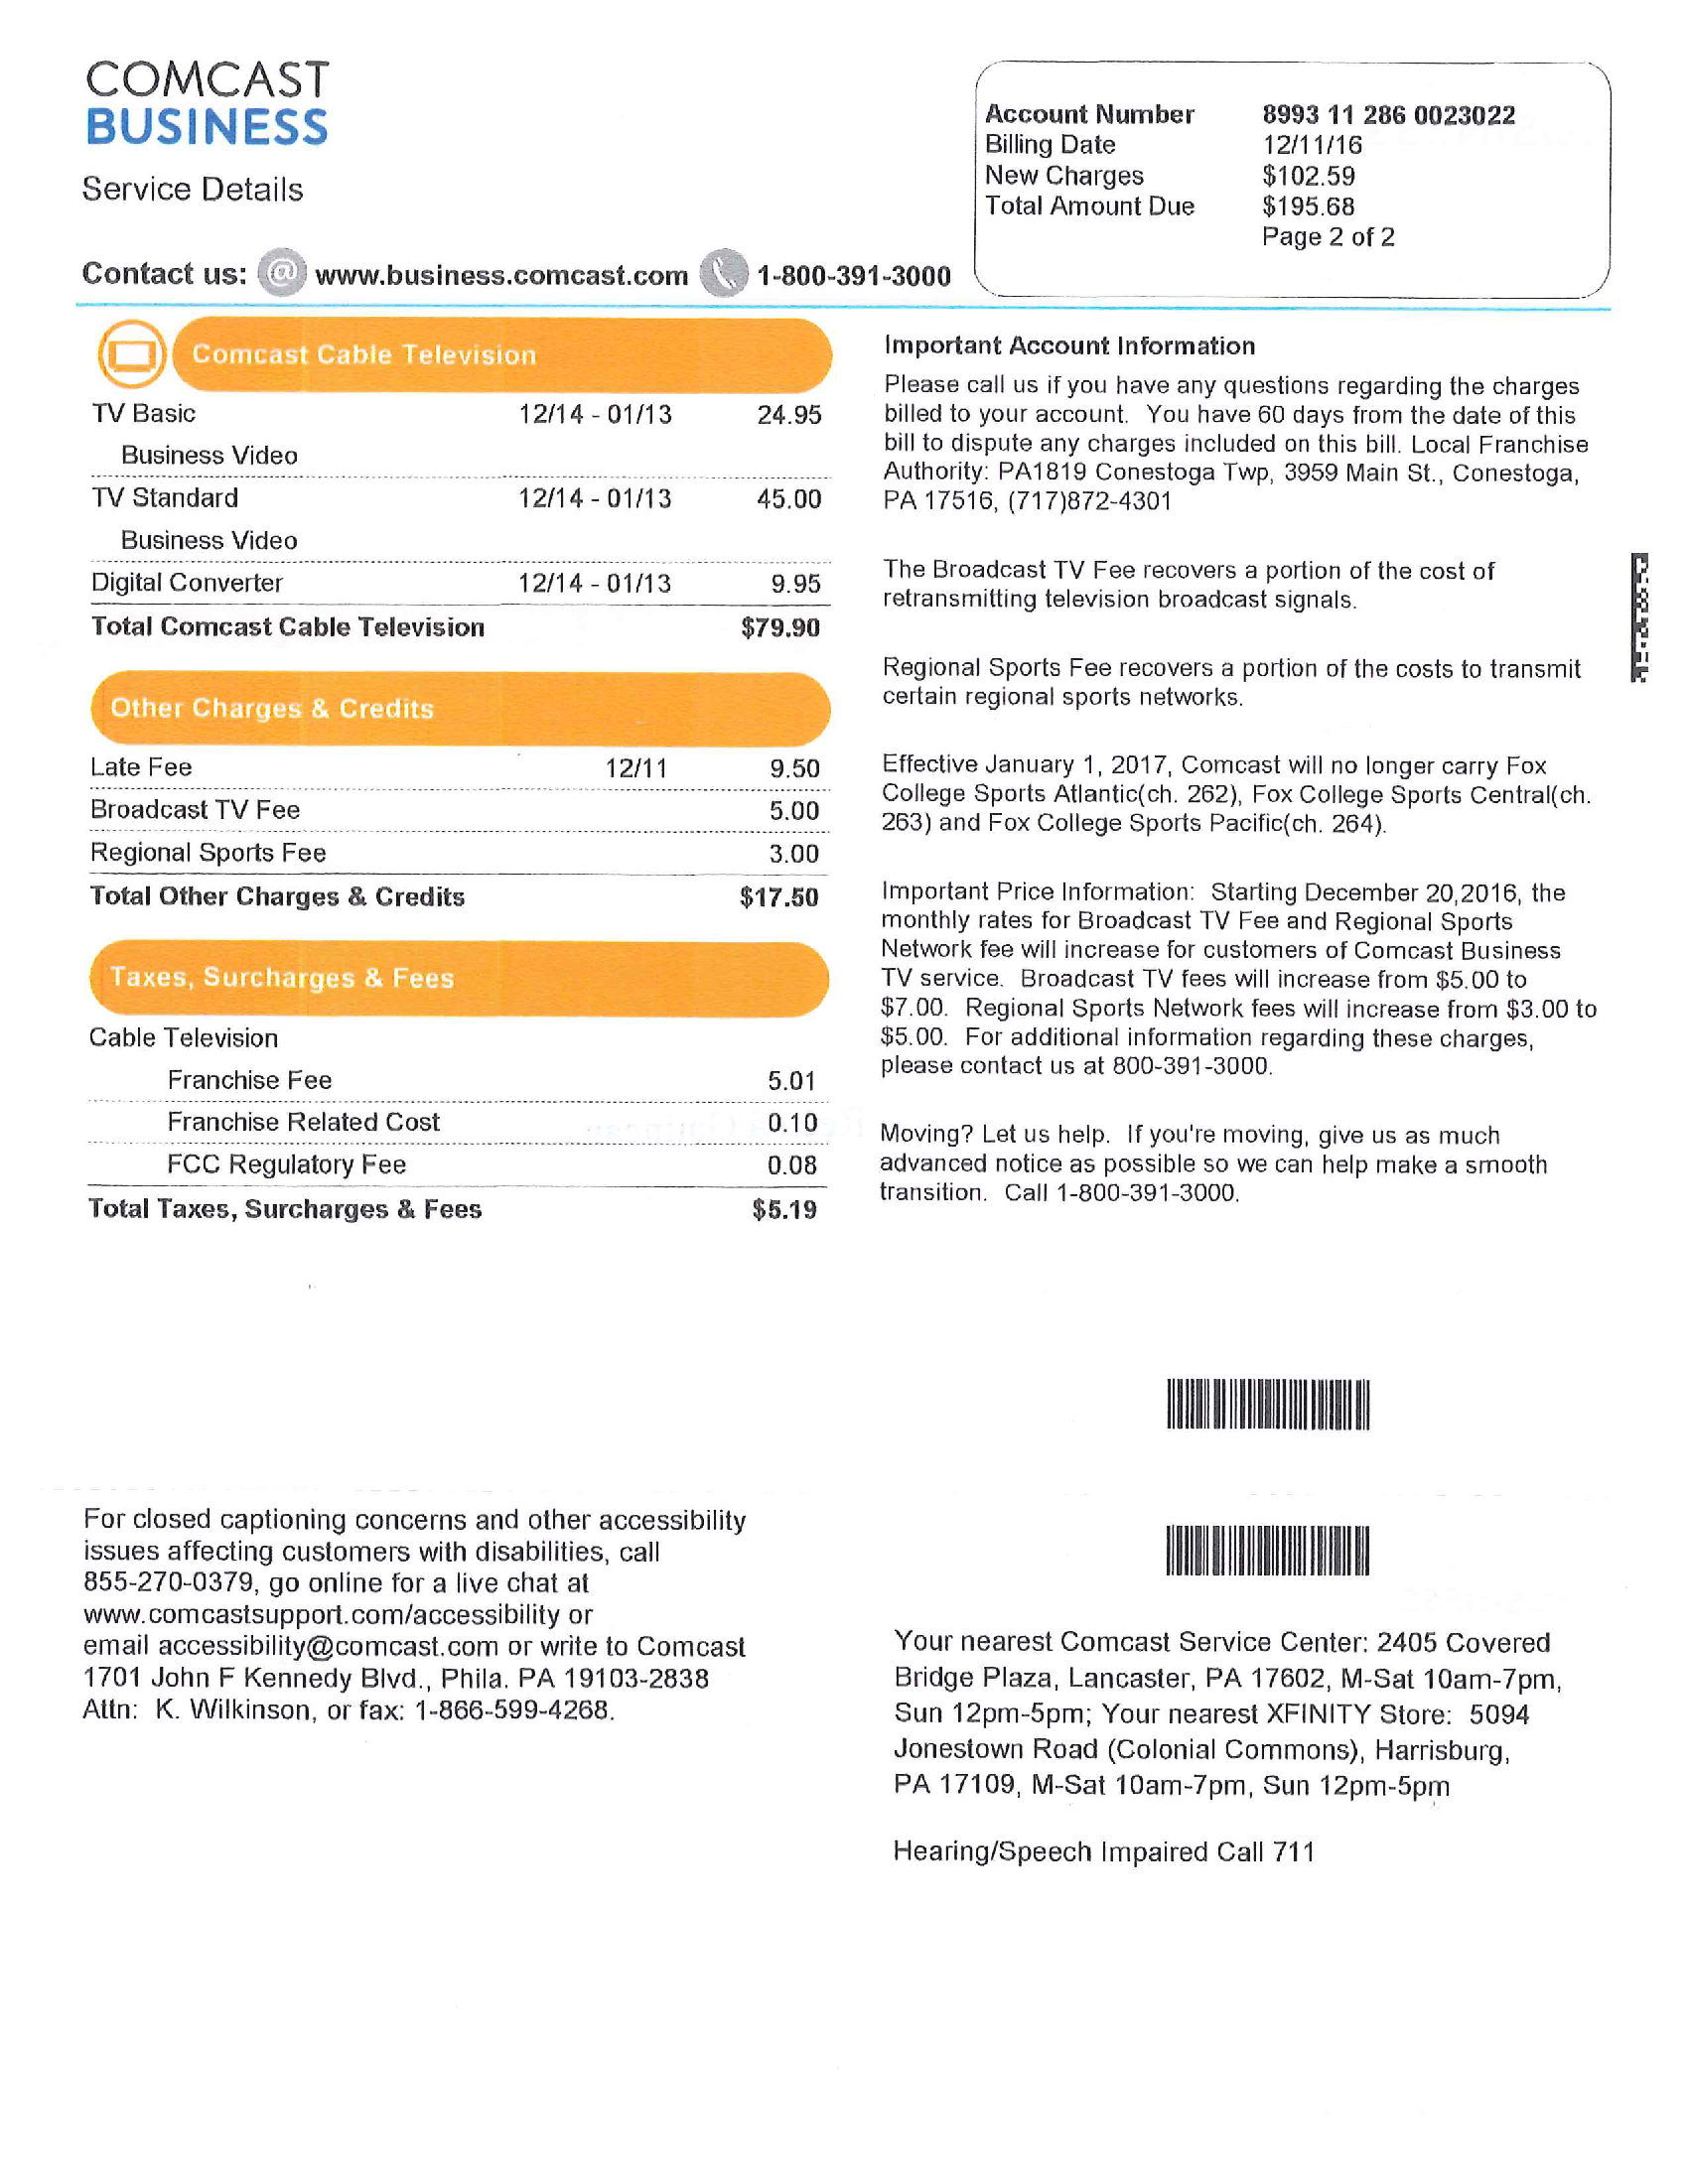 COMCAST
BUSINESS
Service Details
Contact us: @ www.business.comcast.com 1-800-391-3000
Account Number 8993 11 286 0023022
Billing Date 12/11/16
New Charges $102.59
Total Amount Due $195.68
Page 2 of 2
Comcast Cable Television
TV Basic 12/14 - 01/13 24.95
Business Video
TV Standard 12/14 - 01/13 45.00
Business Video
Digital Converter 12/14 - 01/13 9.95
Total Comcast Cable Television $79.90
Other Charges & Credits
Late Fee 12/11 9.50
Broadcast TV Fee 5.00
Regional Sports Fee 3.00
Total Other Charges & Credits $17.50
Taxes, Surcharges & Fees
Cable Television
Franchise Fee 5.01
Franchise Related Cost 0.10
FCC Regulatory Fee 0.08
Total Taxes, Surcharges & Fees $5.19
Important Account Information
Please call us if you have any questions regarding the charges
billed to your account. You have 60 days from the date of this
bill to dispute any charges included on this bill. Local Franchise
Authority: PA1819 Conestoga Twp, 3959 Main St., Conestoga,
PA 17516, (717)872-4301
The Broadcast TV Fee recovers a portion of the cost of
retransmitting television broadcast signals.
Regional Sports Fee recovers a portion of the costs to transmit
certain regional sports networks.
Effective January 1, 2017, Comcast will no longer carry Fox
College Sports Atlantic(ch. 262), Fox College Sports Central(ch.
263) and Fox College Sports Pacific(ch. 264).
Important Price Information: Starting December 20,2016, the
monthly rates for Broadcast TV Fee and Regional Sports
Network fee will increase for customers of Comcast Business
TV service. Broadcast TV fees will increase from $5.00 to
$7.00. Regional Sports Network fees will increase from $3.00 to
$5.00. For additional information regarding these charges,
please contact us at 800-391-3000.
Moving? Let us help. If you're moving, give us as much
advanced notice as possible so we can help make a smooth
transition. Call 1-800-391-3000.
For closed captioning concerns and other accessibility
issues affecting customers with disabilities, call
855-270-0379, go online for a live chat at
www.comcastsupport.com/accessibility or
email accessibility@comcast.com or write to Comcast
1701 John F Kennedy Blvd., Phila. PA 19103-2838
Attn: K. Wilkinson, or fax: 1-866-599-4268.
Your nearest Comcast Service Center: 2405 Covered
Bridge Plaza, Lancaster, PA 17602, M-Sat 10am-7pm,
Sun 12pm-5pm; Your nearest XFINITY Store: 5094
Jonestown Road (Colonial Commons), Harrisburg,
PA 17109, M-Sat 10am-7pm, Sun 12pm-5pm
Hearing/Speech Impaired Call 711